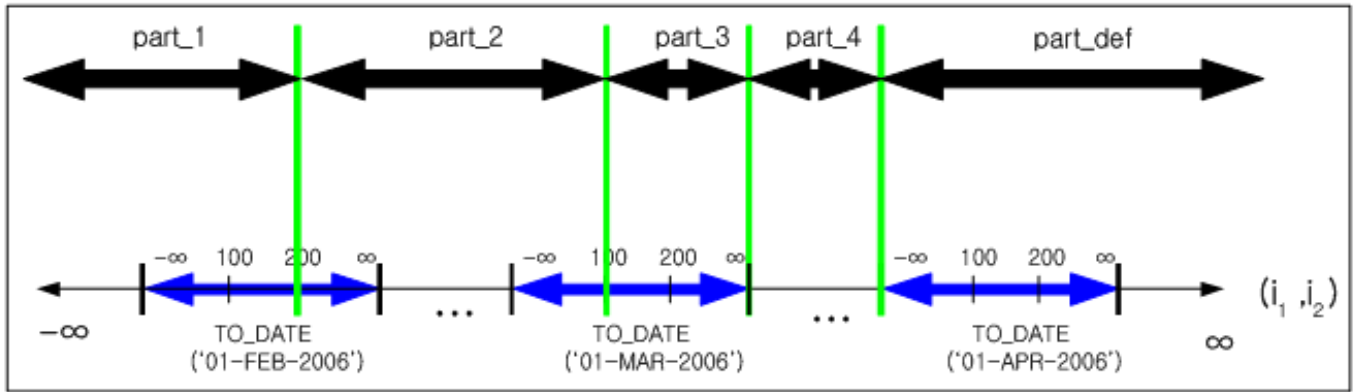 part_1 part_2 part_3 part_4 part_def
-∞ 100 200 ∞ -∞ 100 200 ∞ -∞ 100 200 ∞
-∞ ... ... ∞ (i₁ ,i₂)
TO_DATE TO_DATE TO_DATE
('01-FEB-2006') ('01-MAR-2006') ('01-APR-2006')